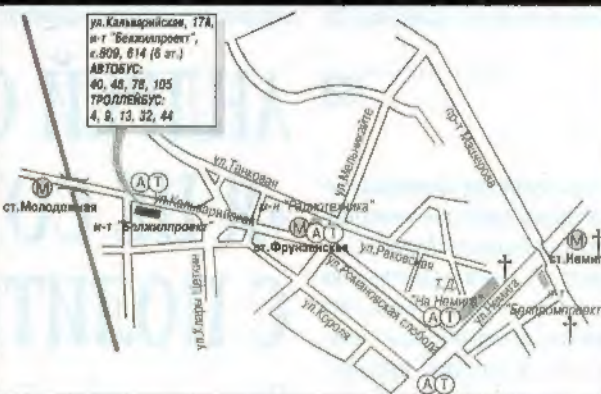 ул.Кальварийская, 17А,
и-т "Белжилпроект",
к.609, 614 (6 эт.)
АВТОБУС:
40, 46, 78, 105
ТРОЛЛЕЙБУС:
4, 9, 13, 32, 44
ул.Мельникайте
пр-т Машерова
ул.Танковая
М
А Т
ст.Молодежная
ул.Кальварийская
м-н "Радиотехника"
и-т "Белжилпроект"
М А Т
ст.Фрунзенская
ул.Раковская
М
ст.Немига
ул.Клары Цеткин
ул.Романовская слобода
Т.Д.
"На Немиге"
ул.Немига
"Белпромпроект"
ул.Короля
А Т
А Т